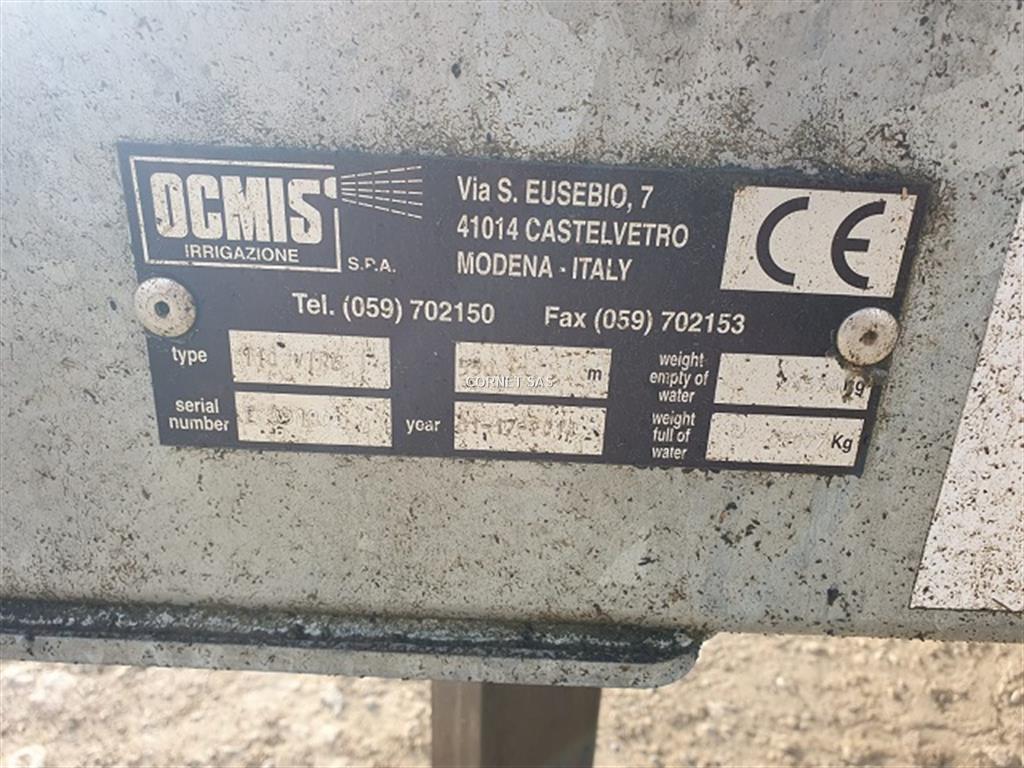 OCMIS
IRRIGAZIONE
S.P.A.
Via S. EUSEBIO, 7
41014 CASTELVETRO
MODENA - ITALY
CE
Tel. (059) 702150 Fax (059) 702153
type
m
weight
empty of
water
Kg
CORNET SAS
serial
number
year
weight
full of
water
Kg